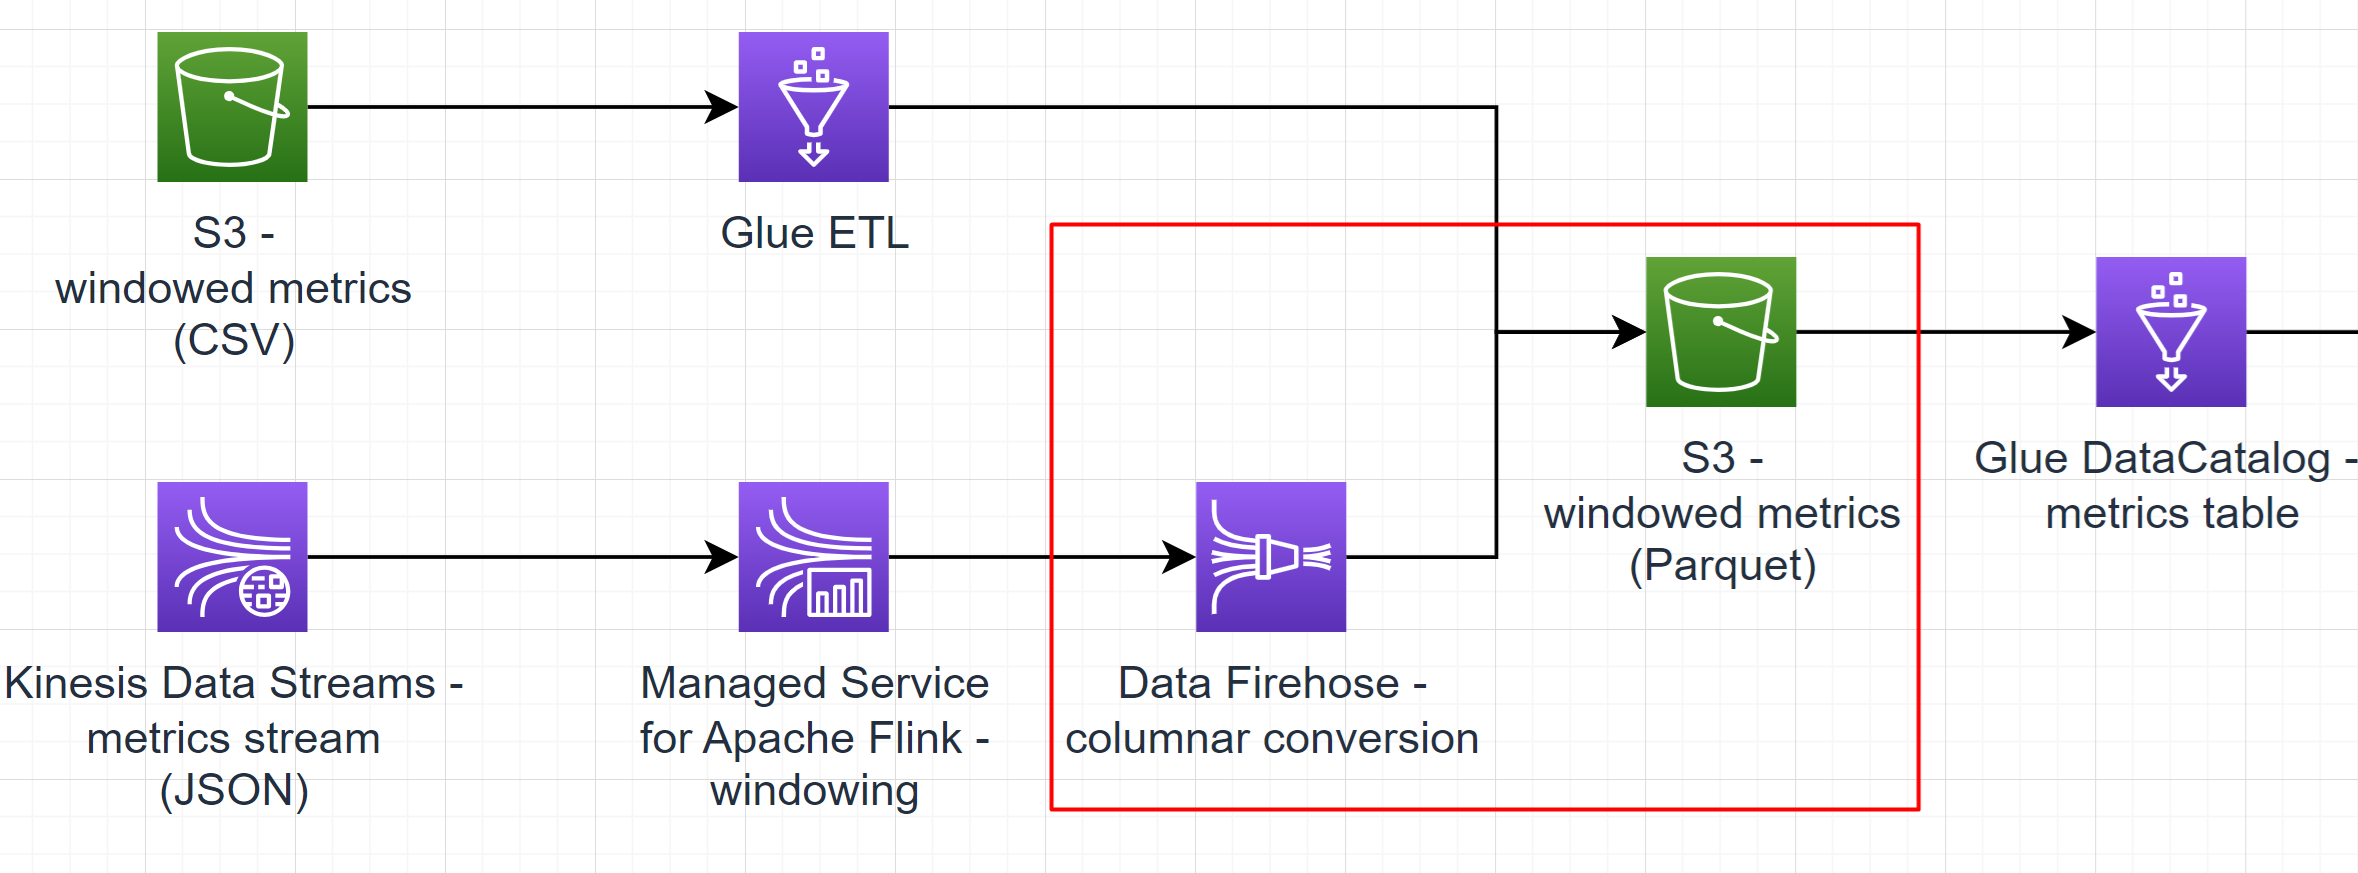 S3 -
windowed metrics
(CSV)
Glue ETL
S3 -
windowed metrics
(Parquet)
Glue DataCatalog -
metrics table
Kinesis Data Streams -
metrics stream
(JSON)
Managed Service
for Apache Flink -
windowing
Data Firehose -
columnar conversion